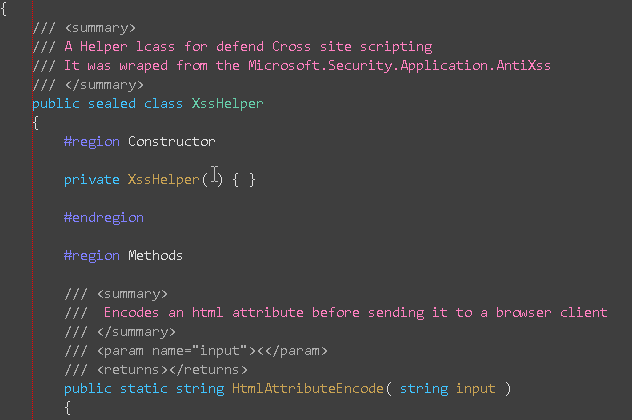 {
/// <summary>
/// A Helper lcass for defend Cross site scripting
/// It was wraped from the Microsoft.Security.Application.AntiXss
/// </summary>
public sealed class XssHelper
{
#region Constructor
private XssHelper( ) { }
#endregion
#region Methods
/// <summary>
///  Encodes an html attribute before sending it to a browser client
/// </summary>
/// <param name="input"><</param>
/// <returns></returns>
public static string HtmlAttributeEncode( string input )
{